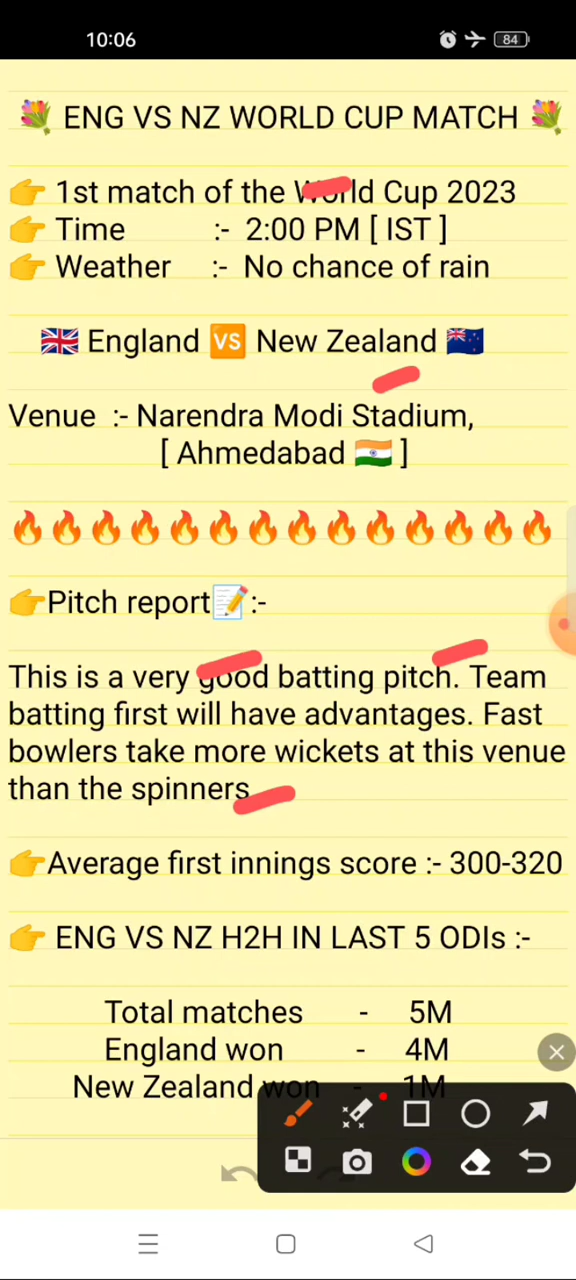 10:06 84
💐 ENG VS NZ WORLD CUP MATCH 💐
👉 1st match of the World Cup 2023
👉 Time :- 2:00 PM [ IST ]
👉 Weather :- No chance of rain
🇬🇧 England 🆚 New Zealand 🇳🇿
Venue :- Narendra Modi Stadium,
[ Ahmedabad 🇮🇳 ]
🔥🔥🔥🔥🔥🔥🔥🔥🔥🔥🔥🔥🔥🔥
👉Pitch report📝:-
This is a very good batting pitch. Team
batting first will have advantages. Fast
bowlers take more wickets at this venue
than the spinners
👉Average first innings score :- 300-320
👉 ENG VS NZ H2H IN LAST 5 ODIs :-
Total matches - 5M
England won - 4M
New Zealand won - 1M